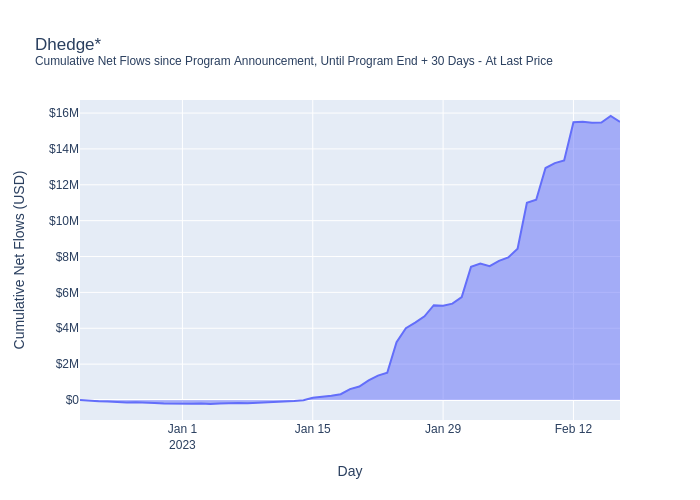 Dhedge*
Cumulative Net Flows since Program Announcement, Until Program End + 30 Days - At Last Price
Cumulative Net Flows (USD)
$16M
$14M
$12M
$10M
$8M
$6M
$4M
$2M
$0
Jan 1
2023
Jan 15
Jan 29
Feb 12
Day